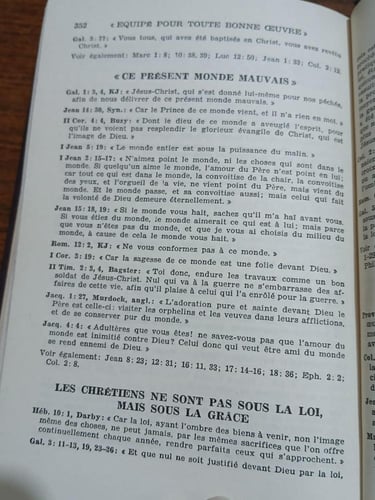 352 « EQUIPÉ POUR TOUTE BONNE ŒUVRE »
Gal. 3: 27: « Vous tous, qui avez été baptisés en Christ, vous avez revêtu
Christ. »
Voir également: Marc 1: 8; 10: 38, 39; Luc 12: 50; Jean 1: 33; Col. 2: 12.
« CE PRÉSENT MONDE MAUVAIS »
Gal. 1: 3, 4, KJ: « Jésus-Christ, qui s'est donné lui-même pour nos péchés,
afin de nous délivrer de ce présent monde mauvais. »
Jean 14: 30, Syn.: « Car le Prince de ce monde vient, et il n'a rien en moi. »
II Cor. 4: 4, Buzy: « Dont le dieu de ce monde a aveuglé l'esprit, pour
qu'ils ne voient pas resplendir le glorieux évangile de Christ, qui est
l'image de Dieu. »
I Jean 5: 19: « Le monde entier est sous la puissance du malin. »
I Jean 2: 15-17: « N'aimez point le monde, ni les choses qui sont dans le
monde. Si quelqu'un aime le monde, l'amour du Père n'est point en lui;
car tout ce qui est dans le monde, la convoitise de la chair, la convoitise
des yeux, et l'orgueil de 'a vie, ne vient point du Père, mais vient du
monde. Et le monde passe, et sa convoitise aussi; mais celui qui fait
la volonté de Dieu demeure éternellement. »
Jean 15: 18, 19: « Si le monde vous hait, sachez qu'il m'a haï avant vous.
Si vous étiez du monde, le monde aimerait ce qui est à lui; mais parce
que vous n'êtes pas du monde, et que je vous ai choisis du milieu du
monde, à cause de cela le monde vous hait. »
Rom. 12: 2, KJ: « Ne vous conformez pas à ce monde. »
I Cor. 3: 19: « Car la sagesse de ce monde est une folie devant Dieu. »
II Tim. 2: 3, 4, Bagster: « Toi donc, endure les travaux comme un bon
soldat de Jésus-Christ. Nul qui va à la guerre ne s'embarrasse des af-
faires de cette vie, afin qu'il plaise à celui qui l'a enrôlé pour la guerre. »
Jacq. 1: 27, Murdock, angl.: « L'adoration pure et sainte devant Dieu le
Père est celle-ci: visiter les orphelins et les veuves dans leurs afflictions,
et de se conserver pur du monde. »
Jacq. 4: 4: « Adultères que vous êtes! ne savez-vous pas que l'amour du
monde est inimitié contre Dieu? Celui donc qui veut être ami du monde
se rend ennemi de Dieu. »
Voir également: Jean 8: 23; 12: 31; 16: 11, 33; 17: 14-16; 18: 36; Eph. 2: 2;
Col. 2: 8.
LES CHRÉTIENS NE SONT PAS SOUS LA LOI,
MAIS SOUS LA GRÂCE
Héb. 10: 1, Darby: « Car la loi, ayant l'ombre des biens à venir, non l'image
même des choses, ne peut jamais, par les mêmes sacrifices que l'on offre
continuellement chaque année, rendre parfaits ceux qui s'approchent. »
Gal. 3: 11-13, 19, 23-26: « Et que nul ne soit justifié devant Dieu par la loi,